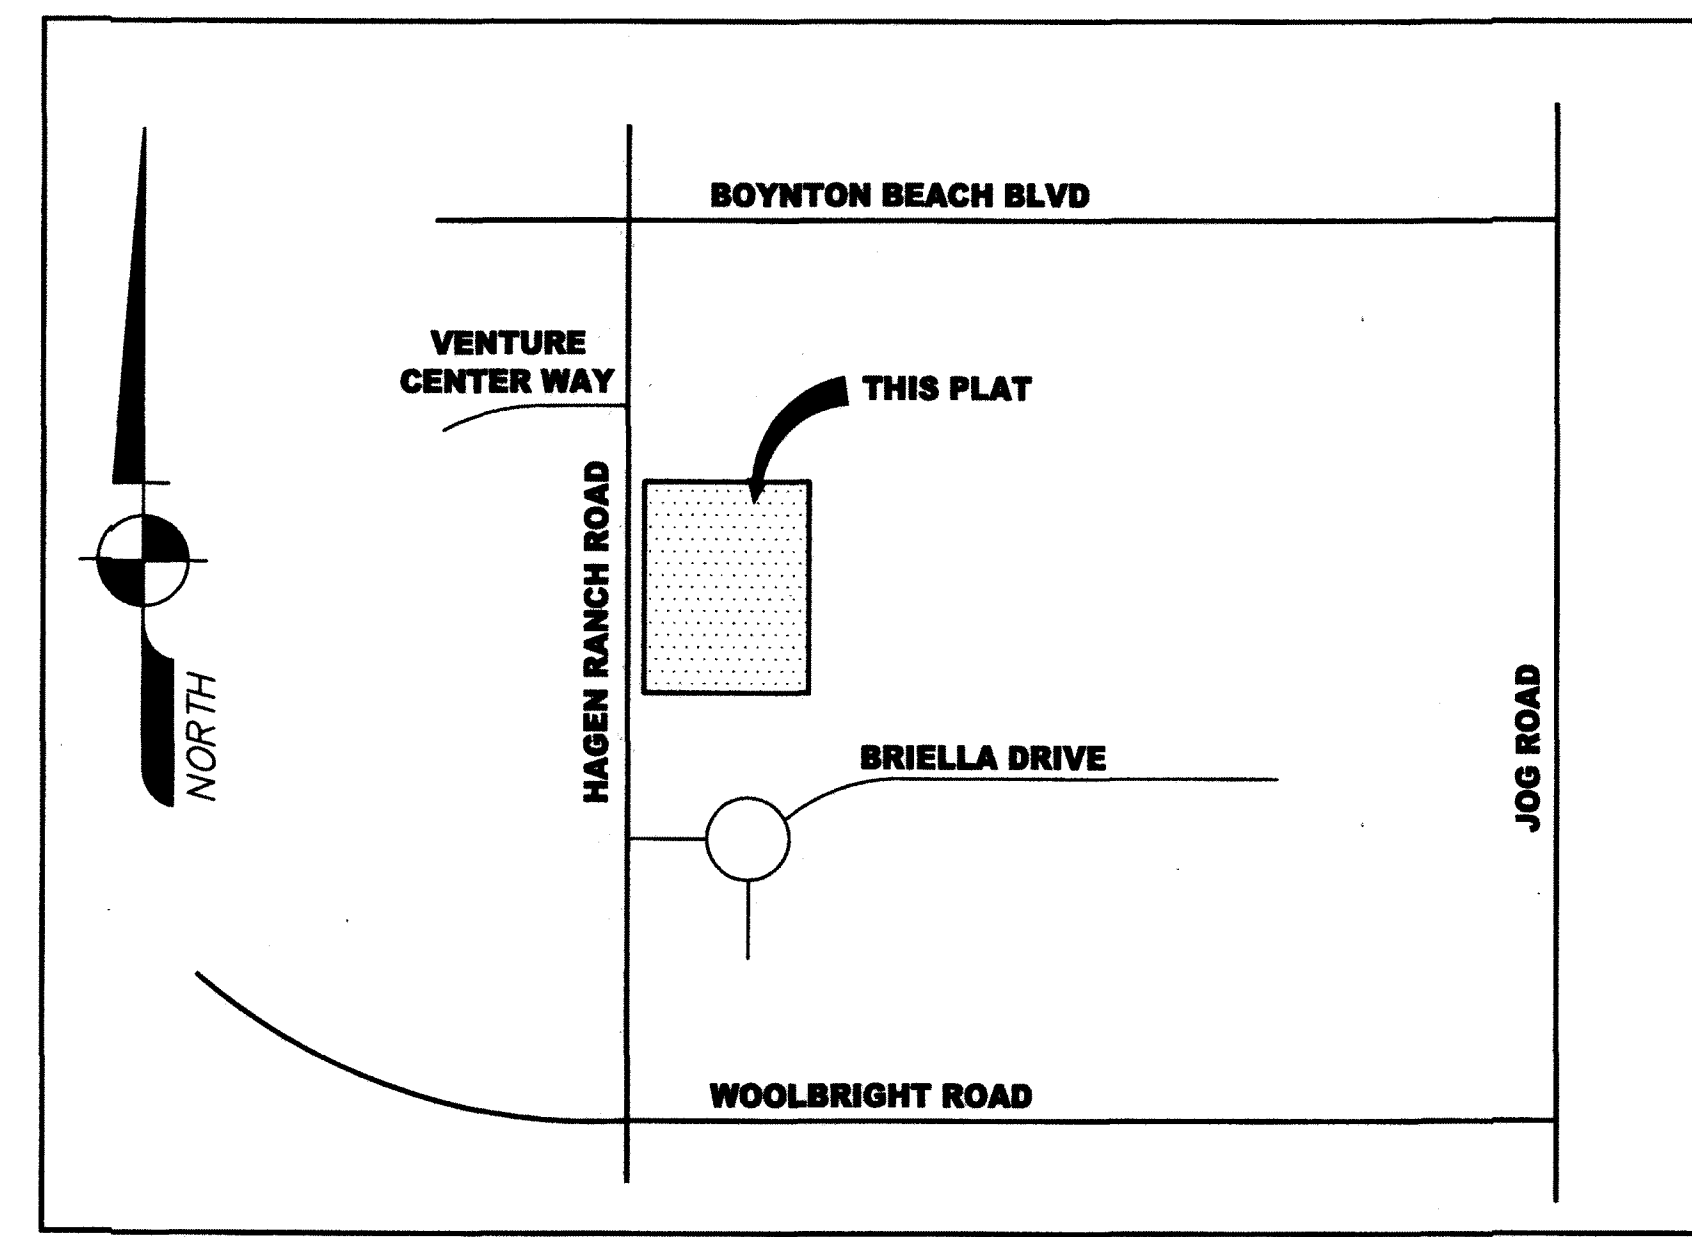 BOYNTON BEACH BLVD
VENTURE
CENTER WAY
THIS PLAT
HAGEN RANCH ROAD
NORTH
BRIELLA DRIVE
JOG ROAD
WOOLBRIGHT ROAD